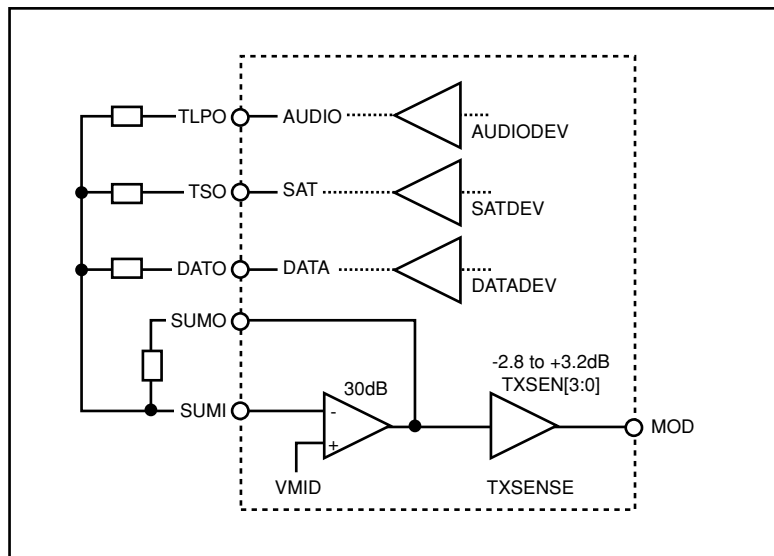 TLPO AUDIO
AUDIODEV
TSO SAT
SATDEV
DATO DATA
DATADEV
SUMO
-2.8 to +3.2dB
30dB TXSEN[3:0]
SUMI -
+ MOD
VMID TXSENSE